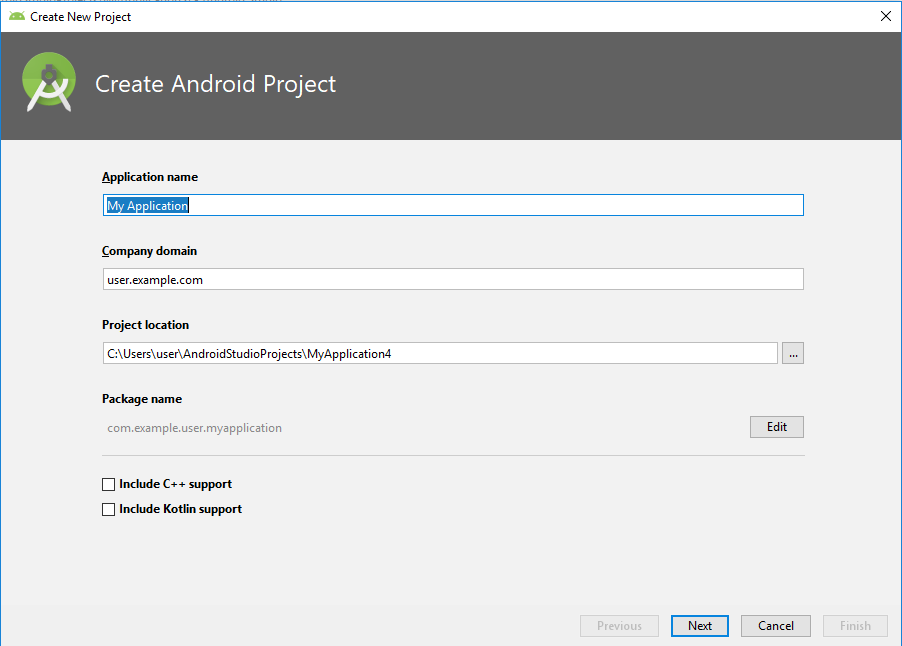 Create New Project
Create Android Project
Application name
My Application
Company domain
user.example.com
Project location
C:\Users\user\AndroidStudioProjects\MyApplication4
...
Package name
com.example.user.myapplication
Edit
Include C++ support
Include Kotlin support
Previous Next Cancel Finish